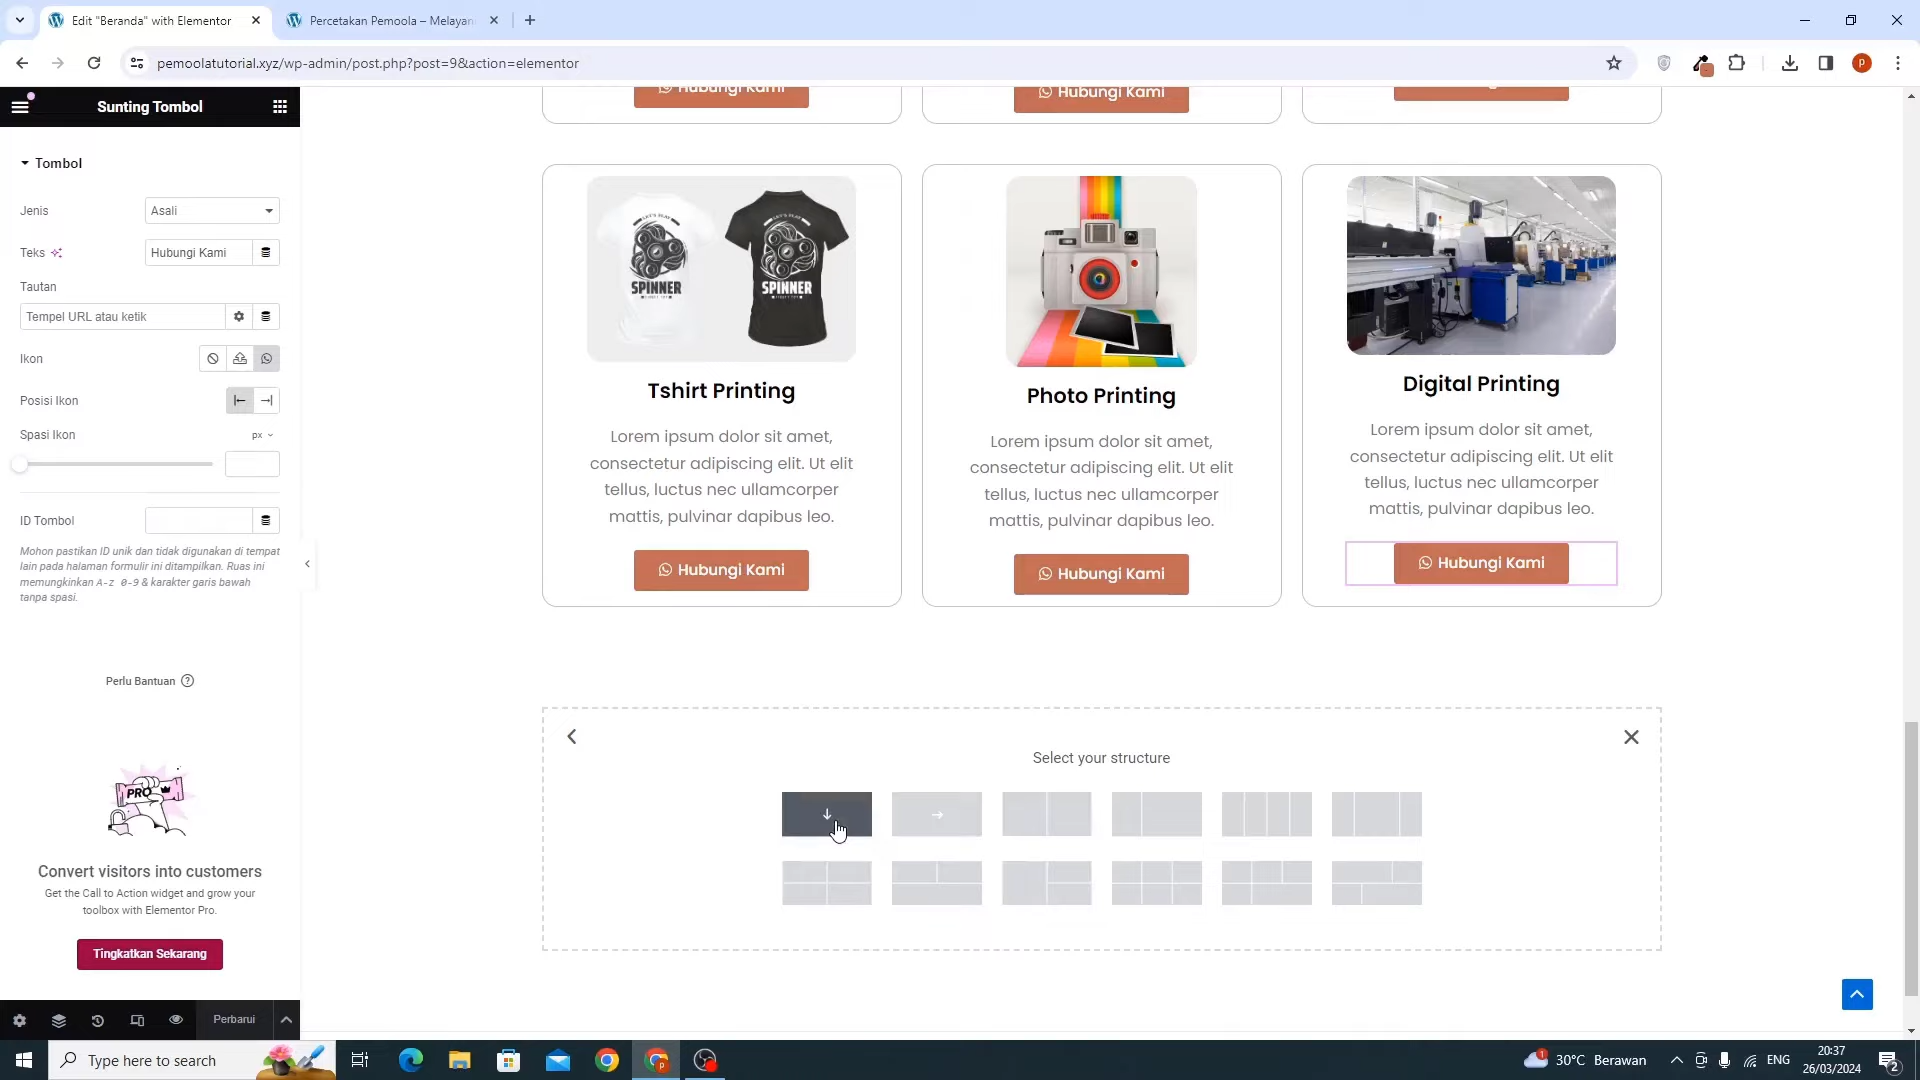 Edit "Beranda" with Elementor
Percetakan Pemoola – Melayan
pemoolatutorial.xyz/wp-admin/post.php?post=9&action=elementor
P
Sunting Tombol
Tombol
Jenis
Asali
Teks
Hubungi Kami
Tautan
Tempel URL atau ketik
Ikon
Posisi Ikon
Spasi Ikon
px
ID Tombol
Mohon pastikan ID unik dan tidak digunakan di tempat
lain pada halaman formulir ini ditampilkan. Ruas ini
memungkinkan A-z 0-9 & karakter garis bawah
tanpa spasi.
Perlu Bantuan
PRO
Convert visitors into customers
Get the Call to Action widget and grow your
toolbox with Elementor Pro.
Tingkatkan Sekarang
Perbarui
Hubungi Kami
Hubungi Kami
SPINNER
SPINNER
Tshirt Printing
Lorem ipsum dolor sit amet,
consectetur adipiscing elit. Ut elit
tellus, luctus nec ullamcorper
mattis, pulvinar dapibus leo.
Hubungi Kami
Photo Printing
Lorem ipsum dolor sit amet,
consectetur adipiscing elit. Ut elit
tellus, luctus nec ullamcorper
mattis, pulvinar dapibus leo.
Hubungi Kami
Digital Printing
Lorem ipsum dolor sit amet,
consectetur adipiscing elit. Ut elit
tellus, luctus nec ullamcorper
mattis, pulvinar dapibus leo.
Hubungi Kami
Select your structure
Type here to search
P
1
30°C Berawan
ENG
20:37
26/03/2024
2